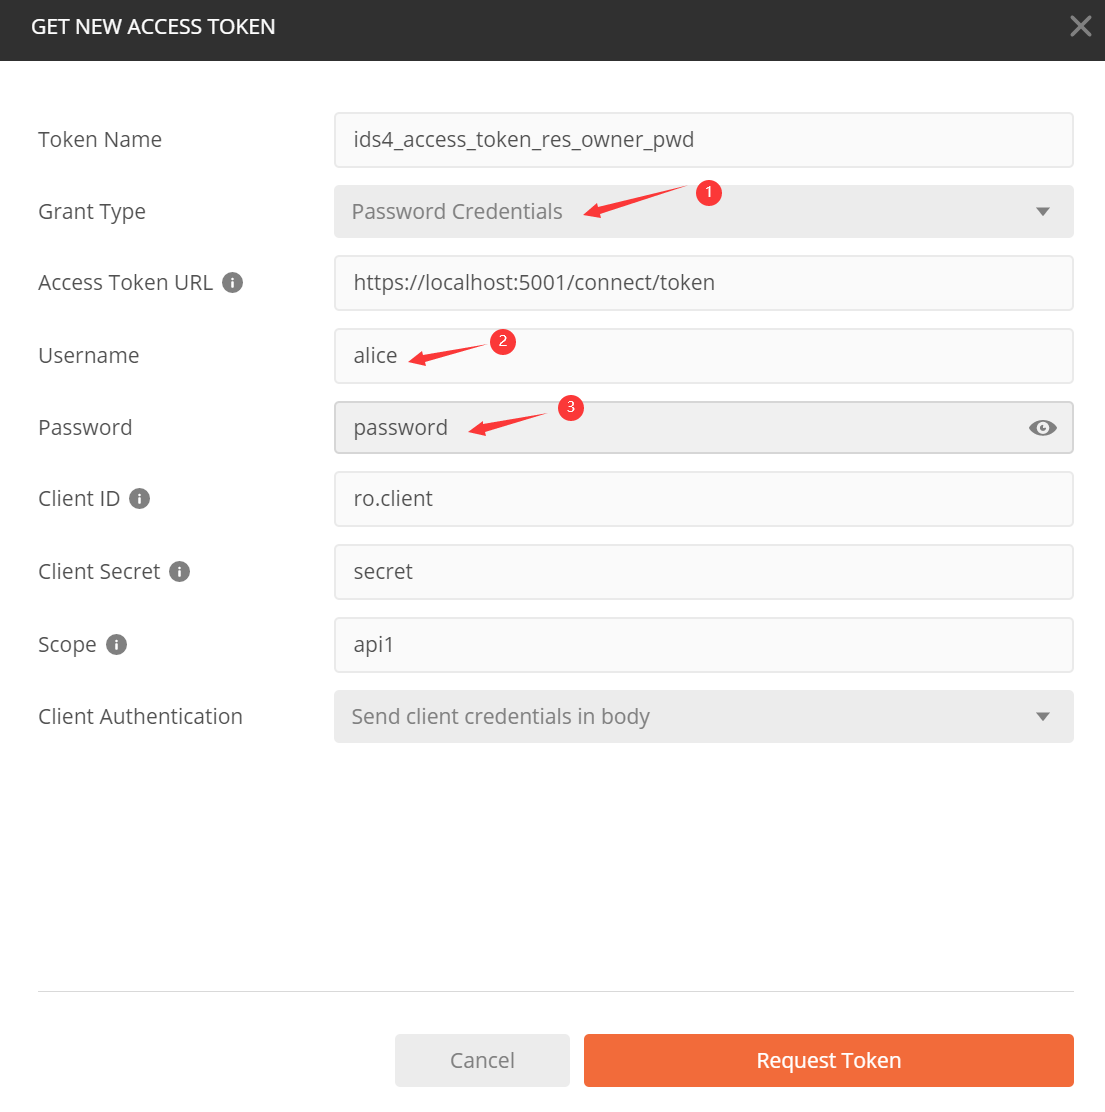 GET NEW ACCESS TOKEN
Token Name
ids4_access_token_res_owner_pwd
Grant Type
Password Credentials
1
Access Token URL
https://localhost:5001/connect/token
Username
alice
2
Password
password
3
Client ID
ro.client
Client Secret
secret
Scope
api1
Client Authentication
Send client credentials in body
Cancel
Request Token